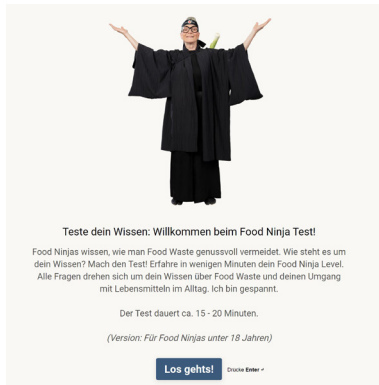 Teste dein Wissen: Willkommen beim Food Ninja Test!
Food Ninjas wissen, wie man Food Waste genussvoll vermeidet. Wie steht es um
dein Wissen? Mach den Test! Erfahre in wenigen Minuten dein Food Ninja Level.
Alle Fragen drehen sich um dein Wissen über Food Waste und deinen Umgang
mit Lebensmitteln im Alltag. Ich bin gespannt.
Der Test dauert ca. 15 - 20 Minuten.
(Version: Für Food Ninjas unter 18 Jahren)
Los gehts! Drücke Enter ↵